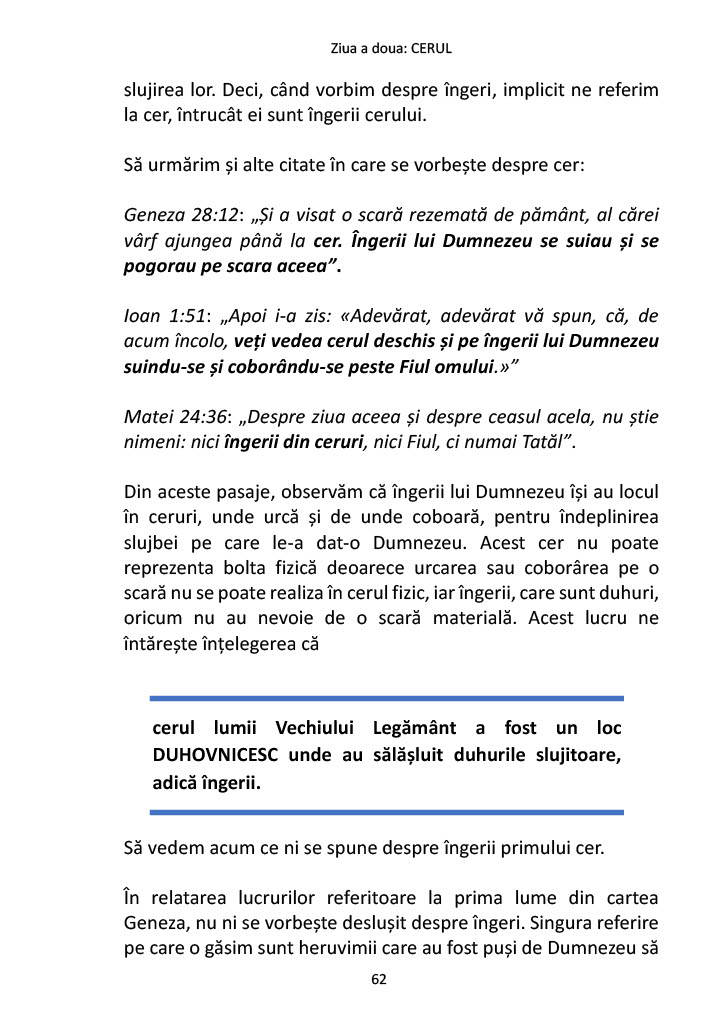 Ziua a doua: CERUL
slujirea lor. Deci, când vorbim despre îngeri, implicit ne referim
la cer, întrucât ei sunt îngerii cerului.
Să urmărim și alte citate în care se vorbește despre cer:
Geneza 28:12: „Și a visat o scară rezemată de pământ, al cărei
vârf ajungea până la cer. Îngerii lui Dumnezeu se suiau și se
pogorau pe scara aceea”.
Ioan 1:51: „Apoi i-a zis: «Adevărat, adevărat vă spun, că, de
acum încolo, veți vedea cerul deschis și pe îngerii lui Dumnezeu
suindu-se și coborându-se peste Fiul omului.»”
Matei 24:36: „Despre ziua aceea și despre ceasul acela, nu știe
nimeni: nici îngerii din ceruri, nici Fiul, ci numai Tatăl”.
Din aceste pasaje, observăm că îngerii lui Dumnezeu își au locul
în ceruri, unde urcă și de unde coboară, pentru îndeplinirea
slujbei pe care le-a dat-o Dumnezeu. Acest cer nu poate
reprezenta bolta fizică deoarece urcarea sau coborârea pe o
scară nu se poate realiza în cerul fizic, iar îngerii, care sunt duhuri,
oricum nu au nevoie de o scară materială. Acest lucru ne
întărește înțelegerea că
cerul lumii Vechiului Legământ a fost un loc
DUHOVNICESC unde au sălășluit duhurile slujitoare,
adică îngerii.
Să vedem acum ce ni se spune despre îngerii primului cer.
În relatarea lucrurilor referitoare la prima lume din cartea
Geneza, nu ni se vorbește deslușit despre îngeri. Singura referire
pe care o găsim sunt heruvimii care au fost puși de Dumnezeu să
62